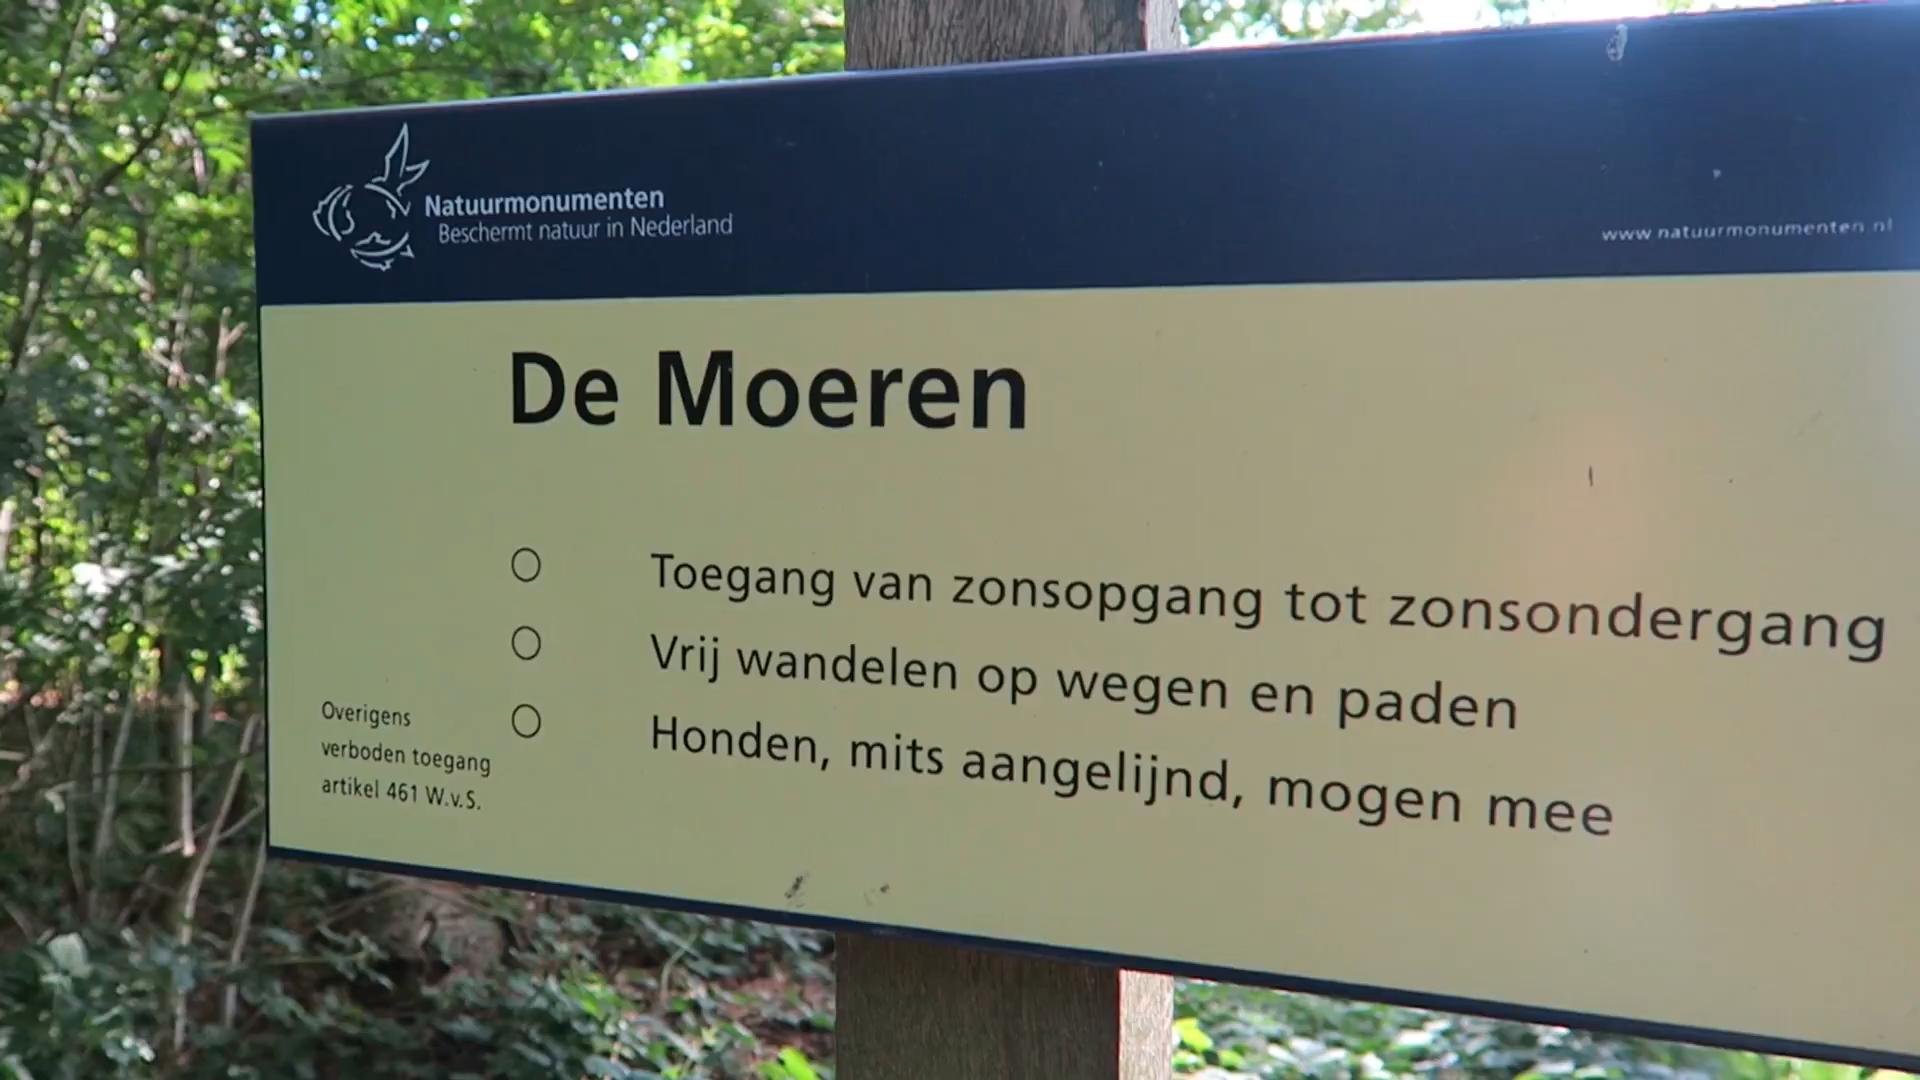 Natuurmonumenten
Beschermt natuur in Nederland
www.natuurmonumenten.nl
De Moeren
Toegang van zonsopgang tot zonsondergang
Vrij wandelen op wegen en paden
Honden, mits aangelijnd, mogen mee
Overigens
verboden toegang
artikel 461 W.v.S.